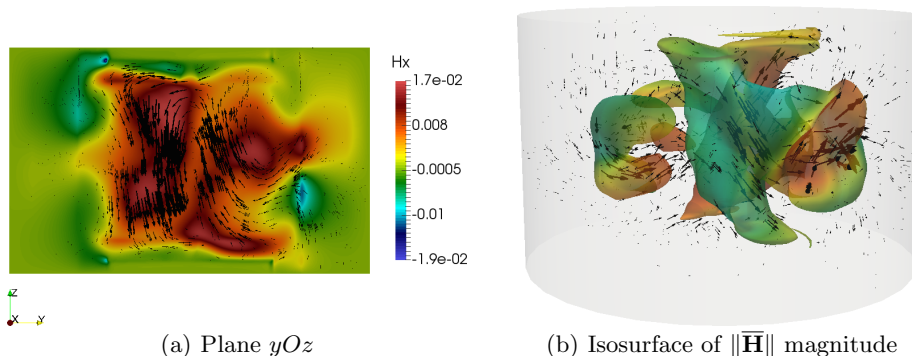 Hx
1.7e-02
0.008
-0.0005
-0.01
-1.9e-02
Z
X Y
(a) Plane yOz
(b) Isosurface of ‖H̅‖ magnitude